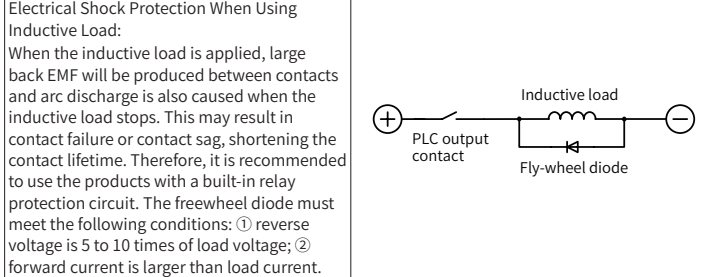 Electrical Shock Protection When Using
Inductive Load:
When the inductive load is applied, large
back EMF will be produced between contacts
and arc discharge is also caused when the
inductive load stops. This may result in
contact failure or contact sag, shortening the
contact lifetime. Therefore, it is recommended
to use the products with a built-in relay
protection circuit. The freewheel diode must
meet the following conditions: ① reverse
voltage is 5 to 10 times of load voltage; ②
forward current is larger than load current.
Inductive load
+
−
PLC output
contact
Fly-wheel diode